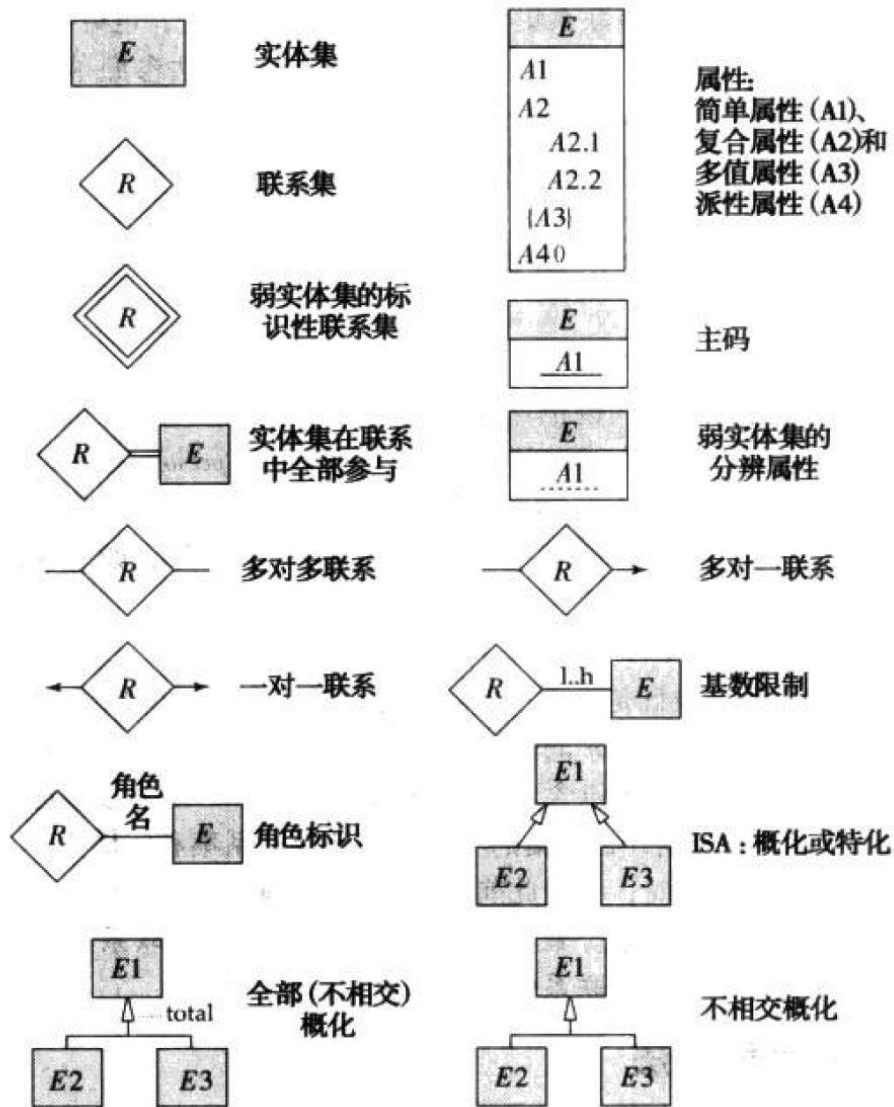 E
实体集
E
A1
A2
A2.1
A2.2
{A3}
A4()
属性:
简单属性(A1)、
复合属性(A2)和
多值属性(A3)
派性属性(A4)
R
联系集
R
弱实体集的标
识性联系集
E
A1
主码
R
E
实体集在联系
中全部参与
E
A1
弱实体集的
分辨属性
R
多对多联系
R
多对一联系
R
一对一联系
R
l..h
E
基数限制
角色
名
R
E
角色标识
E1
E2
E3
ISA:概化或特化
E1
total
E2
E3
全部(不相交)
概化
E1
E2
E3
不相交概化